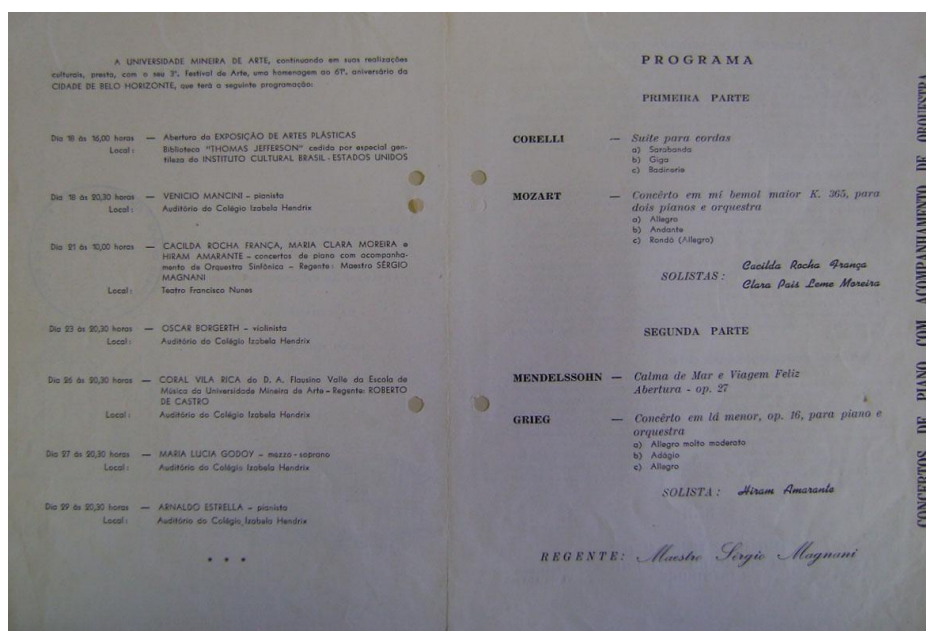 A UNIVERSIDADE MINEIRA DE ARTE, continuando em suas realizações
culturais, presta, com o seu 3º. Festival de Arte, uma homenagem ao 61º. aniversário da
CIDADE DE BELO HORIZONTE, que terá a seguinte programação:
Dia 18 ás 16,00 horas — Abertura da EXPOSIÇÃO DE ARTES PLÁSTICAS
Local: Biblioteca "THOMAS JEFFERSON" cedida por especial gen-
tileza do INSTITUTO CULTURAL BRASIL-ESTADOS UNIDOS
Dia 18 ás 20,30 horas — VENICIO MANCINI - pianista
Local: Auditório do Colégio Izabela Hendrix
Dia 21 ás 10,00 horas — CACILDA ROCHA FRANÇA, MARIA CLARA MOREIRA e
HIRAM AMARANTE - concertos de piano com acompanha-
mento de Orquestra Sinfônica - Regente: Maestro SÉRGIO
MAGNANI
Local: Teatro Francisco Nunes
Dia 23 ás 20,30 horas — OSCAR BORGERTH - violinista
Local: Auditório do Colégio Izabela Hendrix
Dia 26 ás 20,30 horas — CORAL VILA RICA do D. A. Flausino Valle da Escola de
Música da Universidade Mineira de Arte - Regente: ROBERTO
DE CASTRO
Local: Auditório do Colégio Izabela Hendrix
Dia 27 ás 20,30 horas — MARIA LUCIA GODOY - mezzo-soprano
Local: Auditório do Colégio Izabela Hendrix
Dia 29 ás 20,30 horas — ARNALDO ESTRELLA - pianista
Local: Auditório do Colégio Izabela Hendrix
* * *
PROGRAMA
PRIMEIRA PARTE
CORELLI — Suite para cordas
a) Sarabanda
b) Giga
c) Badinerie
MOZART — Concêrto em mi bemol maior K. 365, para
dois pianos e orquestra
a) Allegro
b) Andante
c) Rondó (Allegro)
SOLISTAS: Cacilda Rocha França
Clara Pais Leme Moreira
SEGUNDA PARTE
MENDELSSOHN — Calma de Mar e Viagem Feliz
Abertura - op. 27
GRIEG — Concêrto em lá menor, op. 16, para piano e
orquestra
a) Allegro molto moderato
b) Adágio
c) Allegro
SOLISTA: Hiram Amarante
REGENTE: Maestro Sérgio Magnani
CONCERTOS DE PIANO COM ACOMPANHAMENTO DE ORQUESTRA